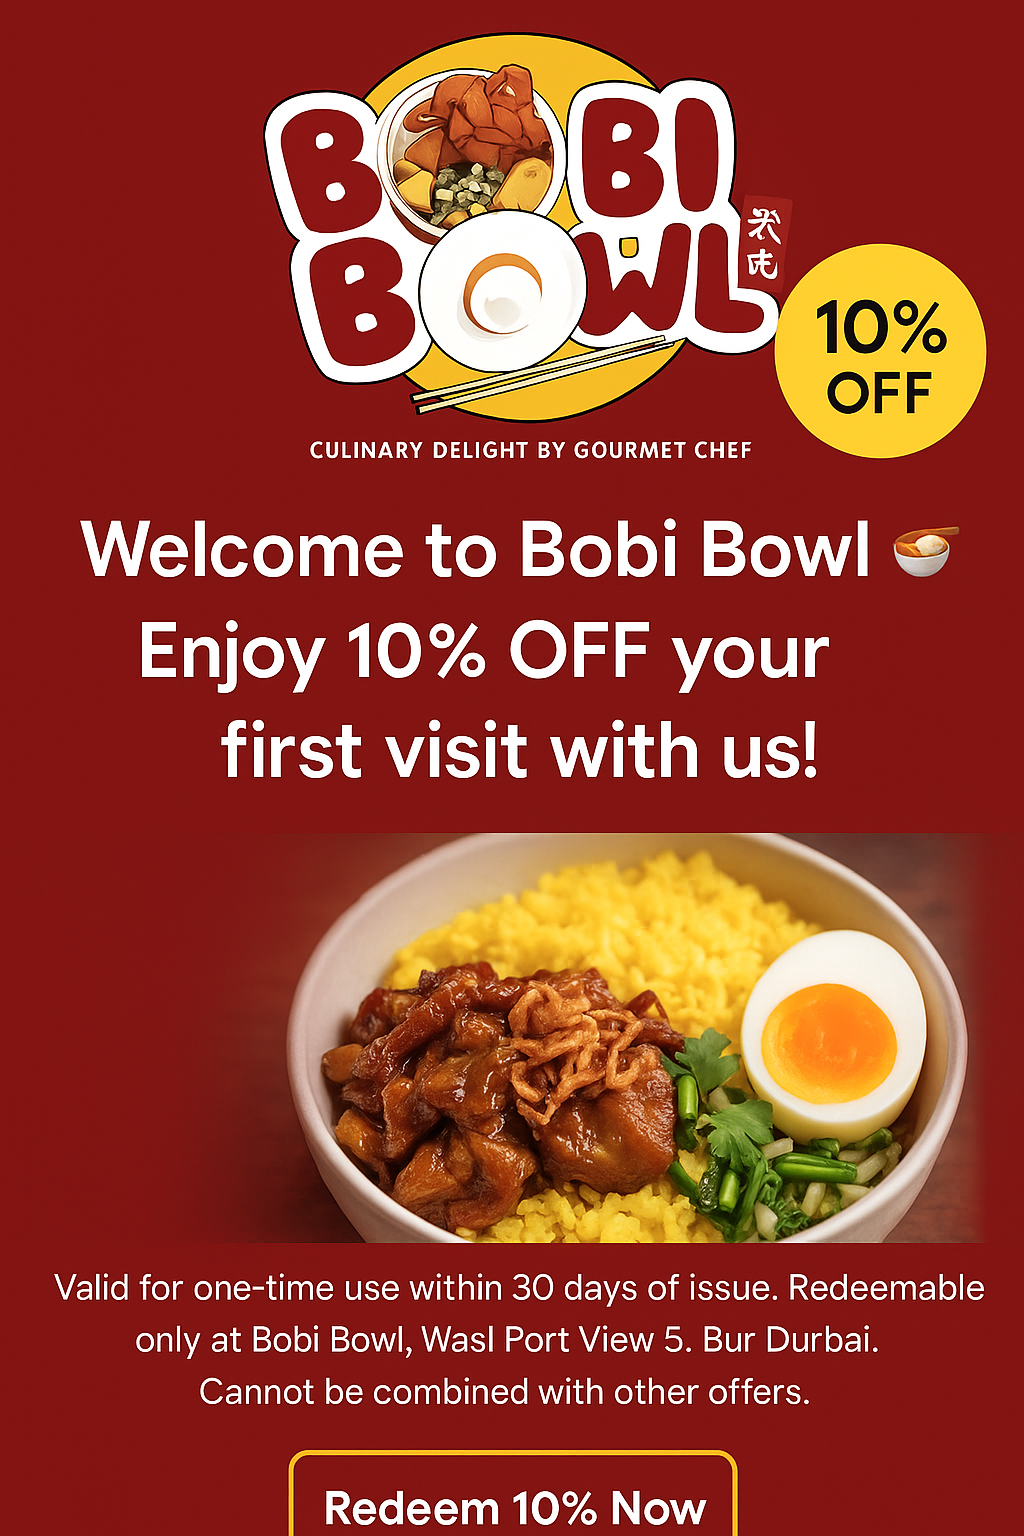 BOBI
BOWL
10%
OFF
CULINARY DELIGHT BY GOURMET CHEF
Welcome to Bobi Bowl
Enjoy 10% OFF your
first visit with us!
Valid for one-time use within 30 days of issue. Redeemable
only at Bobi Bowl, Wasl Port View 5. Bur Durbai.
Cannot be combined with other offers.
Redeem 10% Now